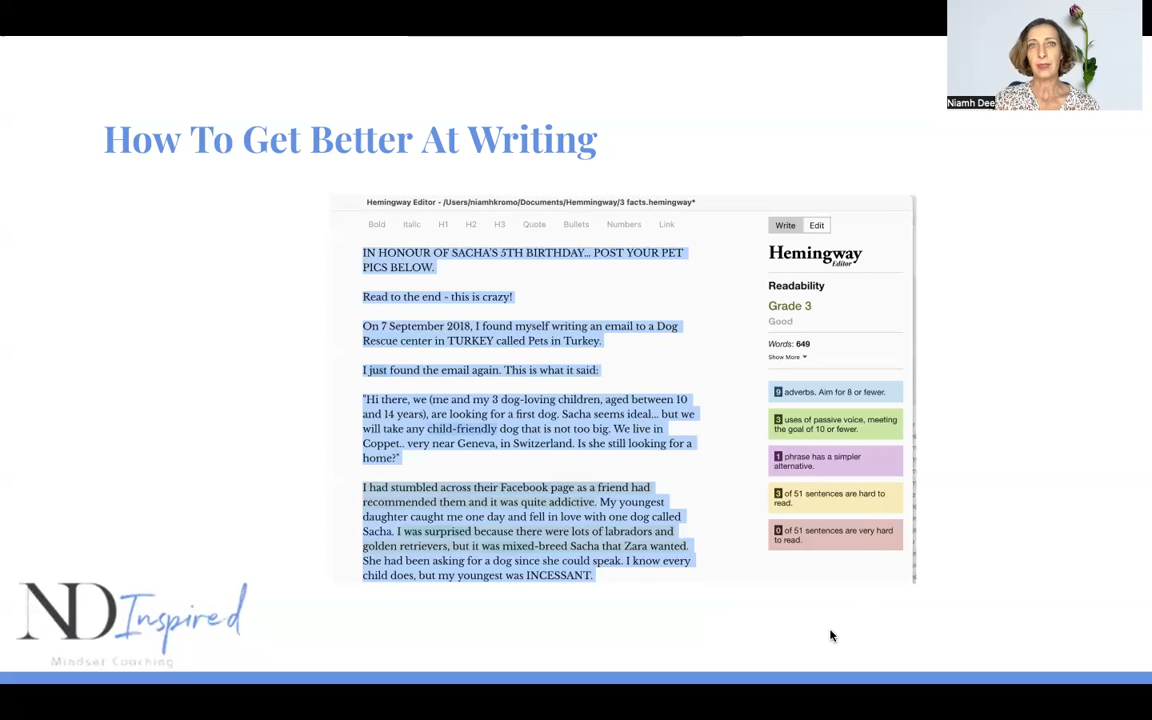 Niamh Dee
How To Get Better At Writing
Hemingway Editor - /Users/niamhkromo/Documents/Hemmingway/3 facts.hemingway*
Bold Italic H1 H2 H3 Quote Bullets Numbers Link
IN HONOUR OF SACHA'S 5TH BIRTHDAY... POST YOUR PET
PICS BELOW.
Read to the end - this is crazy!
On 7 September 2018, I found myself writing an email to a Dog
Rescue center in TURKEY called Pets in Turkey.
I just found the email again. This is what it said:
"Hi there, we (me and my 3 dog-loving children, aged between 10
and 14 years), are looking for a first dog. Sacha seems ideal... but we
will take any child-friendly dog that is not too big. We live in
Coppet.. very near Geneva, in Switzerland. Is she still looking for a
home?"
I had stumbled across their Facebook page as a friend had
recommended them and it was quite addictive. My youngest
daughter caught me one day and fell in love with one dog called
Sacha. I was surprised because there were lots of labradors and
golden retrievers, but it was mixed-breed Sacha that Zara wanted.
She had been asking for a dog since she could speak. I know every
child does, but my youngest was INCESSANT.
Write Edit
Hemingway
Editor
Readability
Grade 3
Good
Words: 649
Show More
9 adverbs. Aim for 8 or fewer.
3 uses of passive voice, meeting
the goal of 10 or fewer.
1 phrase has a simpler
alternative.
3 of 51 sentences are hard to
read.
0 of 51 sentences are very hard
to read.
ND Inspired
Mindset Coaching